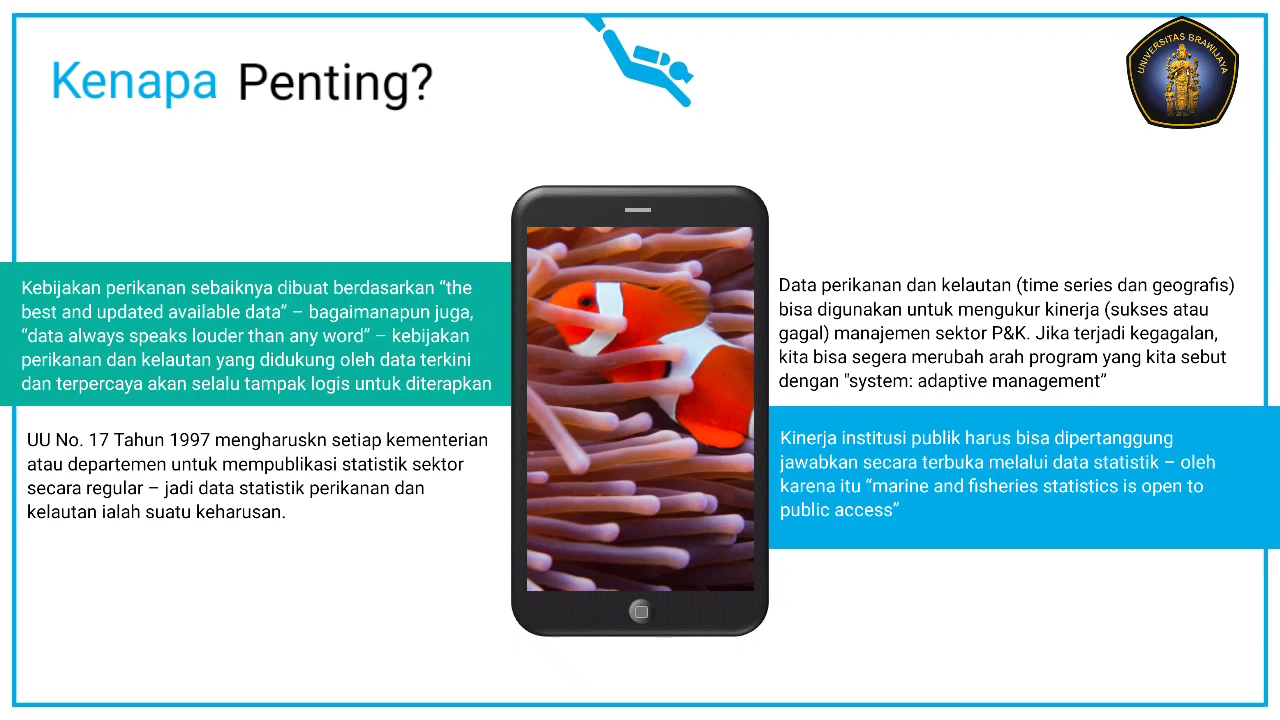 Kenapa Penting?
UNIVERSITAS BRAWIJAYA
Kebijakan perikanan sebaiknya dibuat berdasarkan “the
best and updated available data” – bagaimanapun juga,
“data always speaks louder than any word” – kebijakan
perikanan dan kelautan yang didukung oleh data terkini
dan terpercaya akan selalu tampak logis untuk diterapkan
UU No. 17 Tahun 1997 mengharuskn setiap kementerian
atau departemen untuk mempublikasi statistik sektor
secara regular – jadi data statistik perikanan dan
kelautan ialah suatu keharusan.
Data perikanan dan kelautan (time series dan geografis)
bisa digunakan untuk mengukur kinerja (sukses atau
gagal) manajemen sektor P&K. Jika terjadi kegagalan,
kita bisa segera merubah arah program yang kita sebut
dengan "system: adaptive management”
Kinerja institusi publik harus bisa dipertanggung
jawabkan secara terbuka melalui data statistik – oleh
karena itu “marine and fisheries statistics is open to
public access”